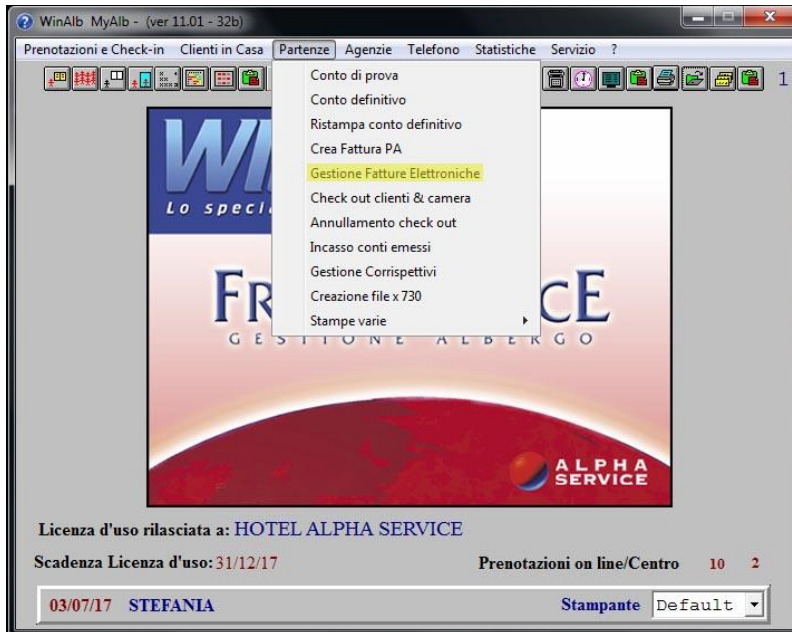 WinAlb MyAlb - (ver 11.01 - 32b)
Prenotazioni e Check-in Clienti in Casa Partenze Agenzie Telefono Statistiche Servizio ?
1
Conto di prova
Conto definitivo
Ristampa conto definitivo
Crea Fattura PA
Gestione Fatture Elettroniche
Check out clienti & camera
Annullamento check out
Incasso conti emessi
Gestione Corrispettivi
Creazione file x 730
Stampe varie
Lo speci
GESTIONE ALBERGO
ALPHA
SERVICE
Licenza d'uso rilasciata a: HOTEL ALPHA SERVICE
Scadenza Licenza d'uso: 31/12/17 Prenotazioni on line/Centro 10 2
03/07/17 STEFANIA Stampante Default